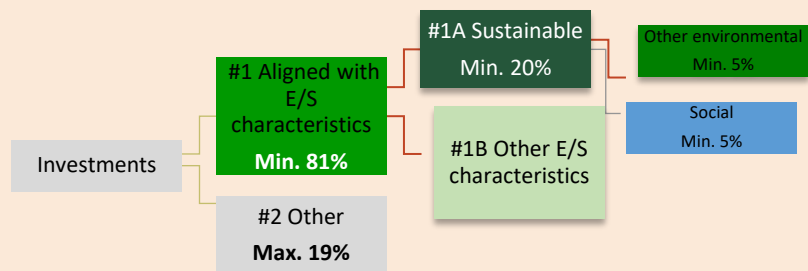 Investments
#1 Aligned with
E/S
characteristics
Min. 81%
#2 Other
Max. 19%
#1A Sustainable
Min. 20%
#1B Other E/S
characteristics
Other environmental
Min. 5%
Social
Min. 5%